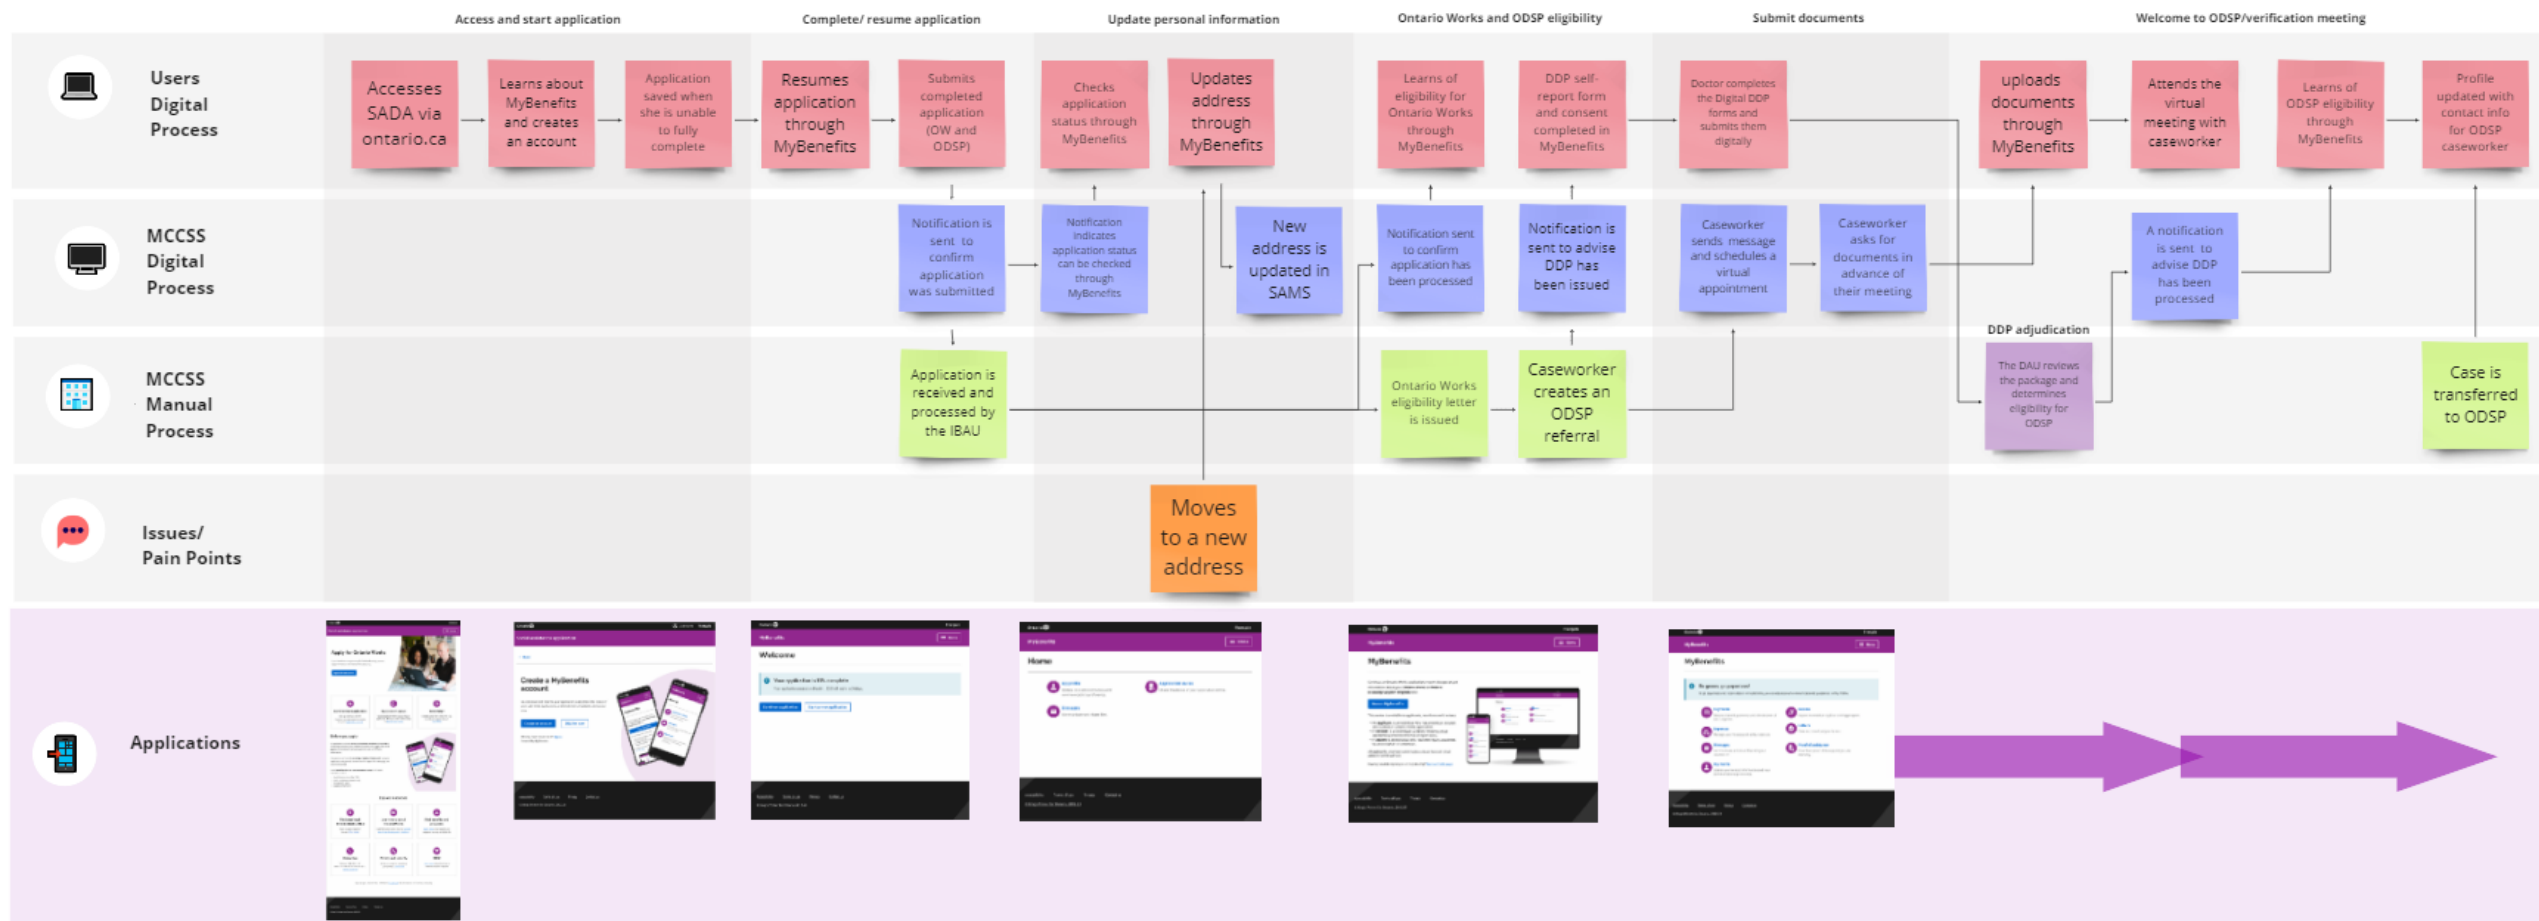 Access and start application
Complete/ resume application
Update personal information
Ontario Works and ODSP eligibility
Submit documents
Welcome to ODSP/verification meeting
Users
Digital
Process
Accesses
SADA via
ontario.ca
Learns about
MyBenefits
and creates
an account
Application
saved when
she is unable
to fully
complete
Resumes
application
through
MyBenefits
Submits
completed
application
(OW and
ODSP)
Checks
application
status through
MyBenefits
Updates
address
through
MyBenefits
Learns of
eligibility for
Ontario Works
through
MyBenefits
DDP self-
report form
and consent
completed in
MyBenefits
Doctor completes
the Digital DDP
forms and
submits them
digitally
uploads
documents
through
MyBenefits
Attends the
virtual
meeting with
caseworker
Learns of
ODSP eligibility
through
MyBenefits
Profile
updated with
contact info
for ODSP
caseworker
MCCSS
Digital
Process
Notification is
sent to
confirm
application
was submitted
Notification
indicates
application status
can be checked
through
MyBenefits
New
address is
updated in
SAMS
Notification sent
to confirm
application has
been processed
Notification is
sent to advise
DDP has
been issued
Caseworker
sends message
and schedules a
virtual
appointment
Caseworker
asks for
documents in
advance of
their meeting
A notification
is sent to
advise DDP
has been
processed
MCCSS
Manual
Process
Application is
received and
processed by
the IBAU
Ontario Works
eligibility letter
is issued
Caseworker
creates an
ODSP
referral
DDP adjudication
The DAU reviews
the package and
determines
eligibility for
ODSP
Case is
transferred
to ODSP
Issues/
Pain Points
Moves
to a new
address
Applications
Apply for Ontario Works
Create a MyBenefits
account
MyBenefits
Welcome
Home
MyBenefits
MyBenefits